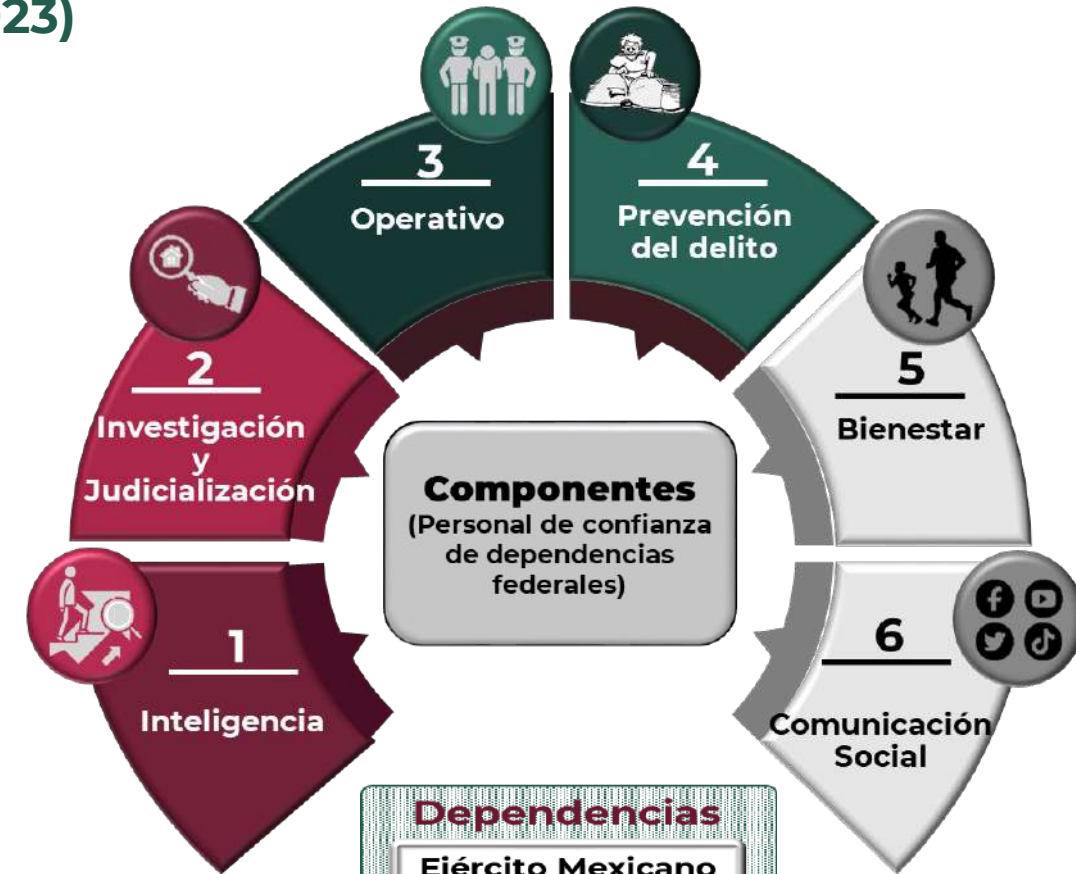 23)
3
Operativo
4
Prevención
del delito
2
Investigación
y
Judicialización
5
Bienestar
Componentes
(Personal de confianza
de dependencias
federales)
1
Inteligencia
6
Comunicación
Social
Dependencias
Ejército Mexicano